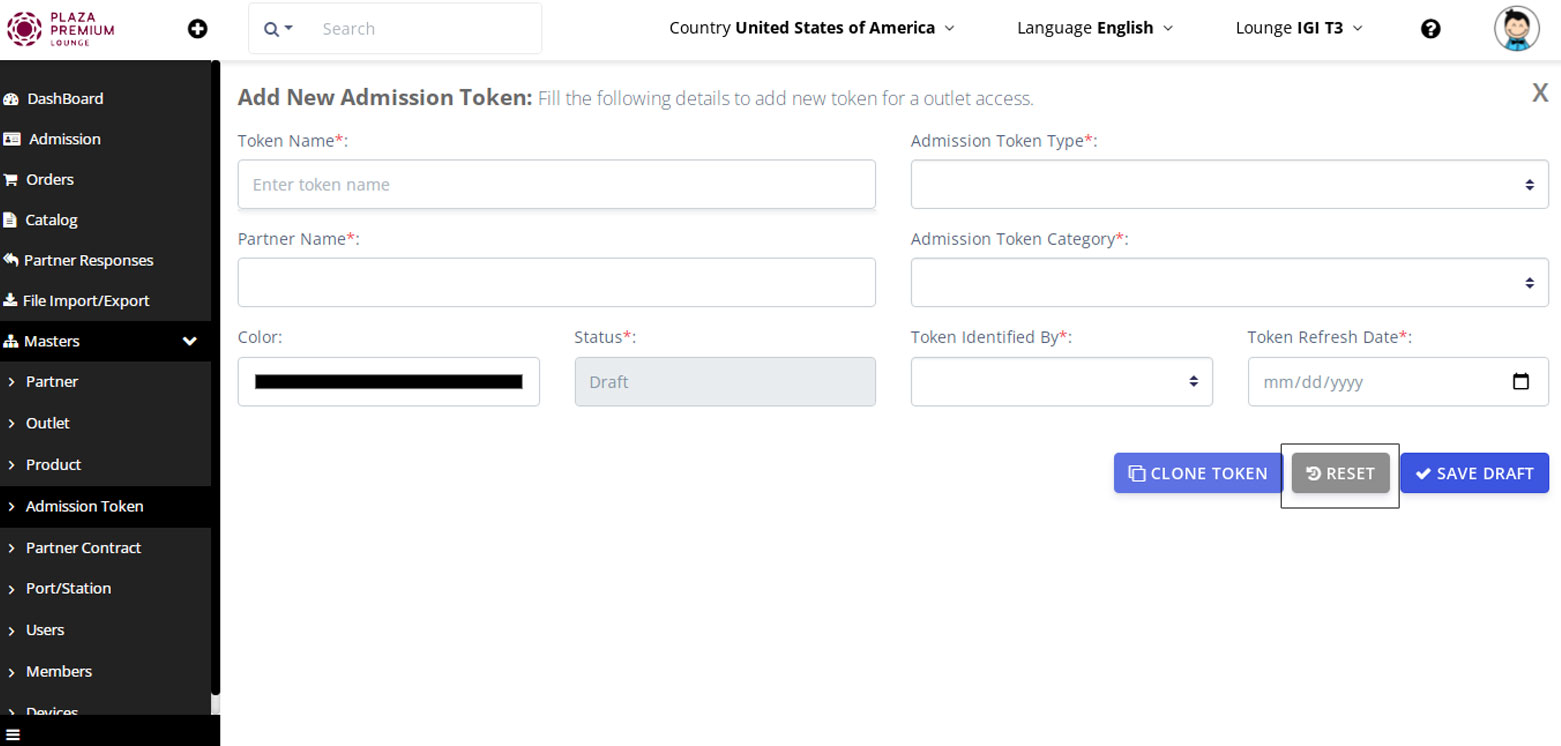 PLAZA
PREMIUM
LOUNGE
Search
Country United States of America
Language English
Lounge IGI T3
DashBoard
Admission
Orders
Catalog
Partner Responses
File Import/Export
Masters
Partner
Outlet
Product
Admission Token
Partner Contract
Port/Station
Users
Members
Devices
Add New Admission Token: Fill the following details to add new token for a outlet access.
X
Token Name*:
Enter token name
Admission Token Type*:
Partner Name*:
Admission Token Category*:
Color:
Status*:
Draft
Token Identified By*:
Token Refresh Date*:
mm/dd/yyyy
CLONE TOKEN
RESET
SAVE DRAFT